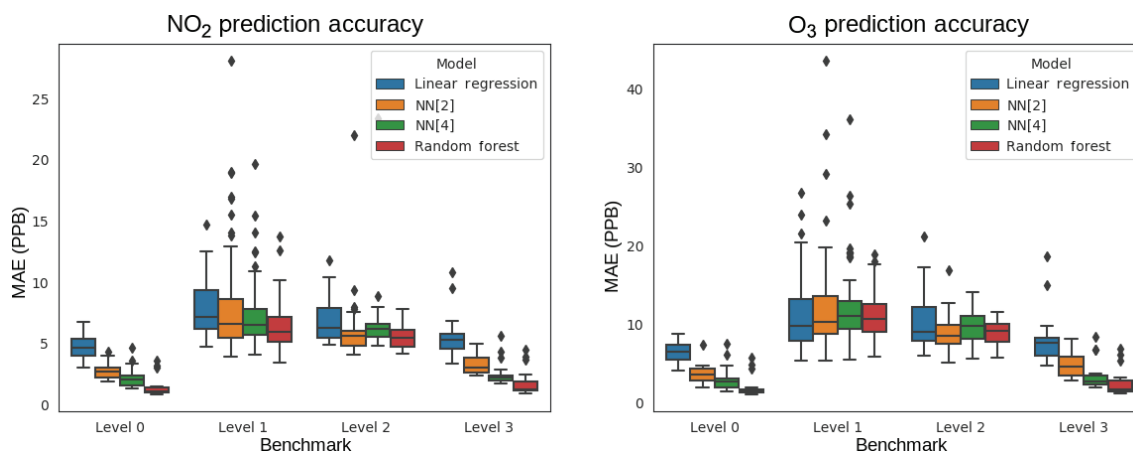 NO2 prediction accuracy
MAE (PPB)
25
20
15
10
5
0
Model
Linear regression
NN[2]
NN[4]
Random forest
Level 0 Level 1 Level 2 Level 3
Benchmark
O3 prediction accuracy
MAE (PPB)
40
30
20
10
0
Model
Linear regression
NN[2]
NN[4]
Random forest
Level 0 Level 1 Level 2 Level 3
Benchmark